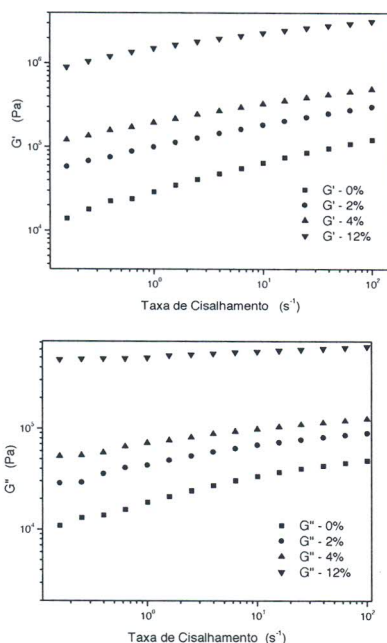 10⁶
10⁵
10⁴
G' (Pa)
G' - 0%
G' - 2%
G' - 4%
G' - 12%
10⁰
10¹
10²
Taxa de Cisalhamento (s⁻¹)
10⁵
10⁴
G'' (Pa)
G'' - 0%
G'' - 2%
G'' - 4%
G'' - 12%
10⁰
10¹
10²
Taxa de Cisalhamento (s⁻¹)